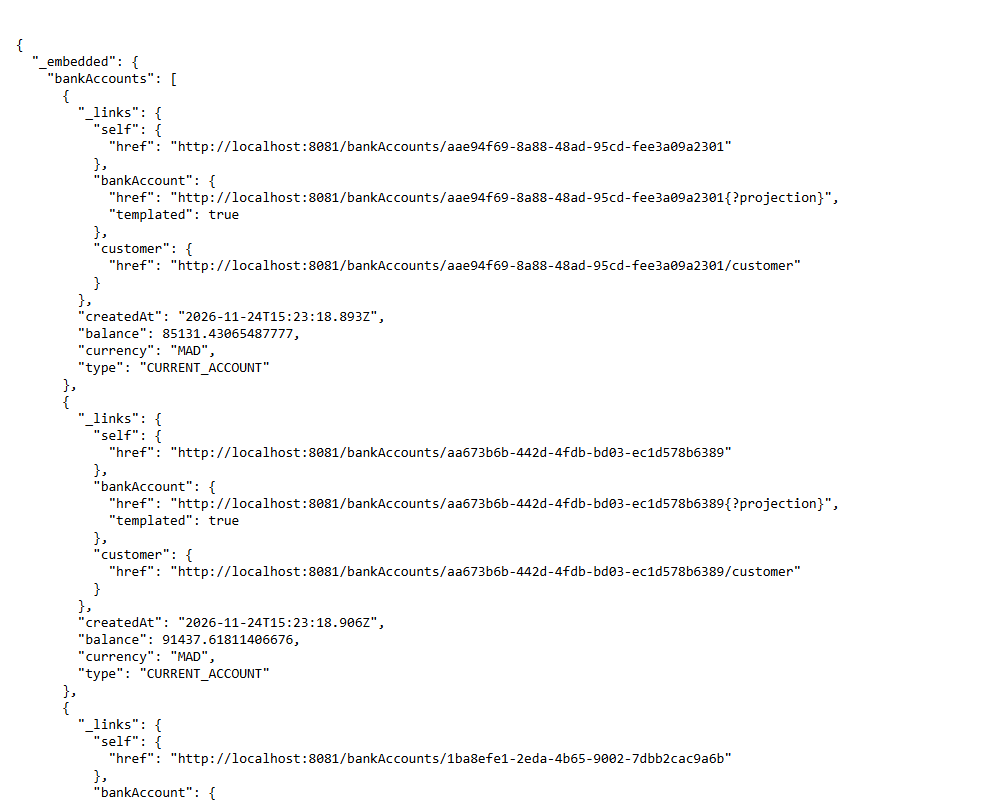 {
  "_embedded": {
    "bankAccounts": [
      {
        "_links": {
          "self": {
            "href": "http://localhost:8081/bankAccounts/aae94f69-8a88-48ad-95cd-fee3a09a2301"
          },
          "bankAccount": {
            "href": "http://localhost:8081/bankAccounts/aae94f69-8a88-48ad-95cd-fee3a09a2301{?projection}",
            "templated": true
          },
          "customer": {
            "href": "http://localhost:8081/bankAccounts/aae94f69-8a88-48ad-95cd-fee3a09a2301/customer"
          }
        },
        "createdAt": "2026-11-24T15:23:18.893Z",
        "balance": 85131.43065487777,
        "currency": "MAD",
        "type": "CURRENT_ACCOUNT"
      },
      {
        "_links": {
          "self": {
            "href": "http://localhost:8081/bankAccounts/aa673b6b-442d-4fdb-bd03-ec1d578b6389"
          },
          "bankAccount": {
            "href": "http://localhost:8081/bankAccounts/aa673b6b-442d-4fdb-bd03-ec1d578b6389{?projection}",
            "templated": true
          },
          "customer": {
            "href": "http://localhost:8081/bankAccounts/aa673b6b-442d-4fdb-bd03-ec1d578b6389/customer"
          }
        },
        "createdAt": "2026-11-24T15:23:18.906Z",
        "balance": 91437.61811406676,
        "currency": "MAD",
        "type": "CURRENT_ACCOUNT"
      },
      {
        "_links": {
          "self": {
            "href": "http://localhost:8081/bankAccounts/1ba8efe1-2eda-4b65-9002-7dbb2cac9a6b"
          },
          "bankAccount": {